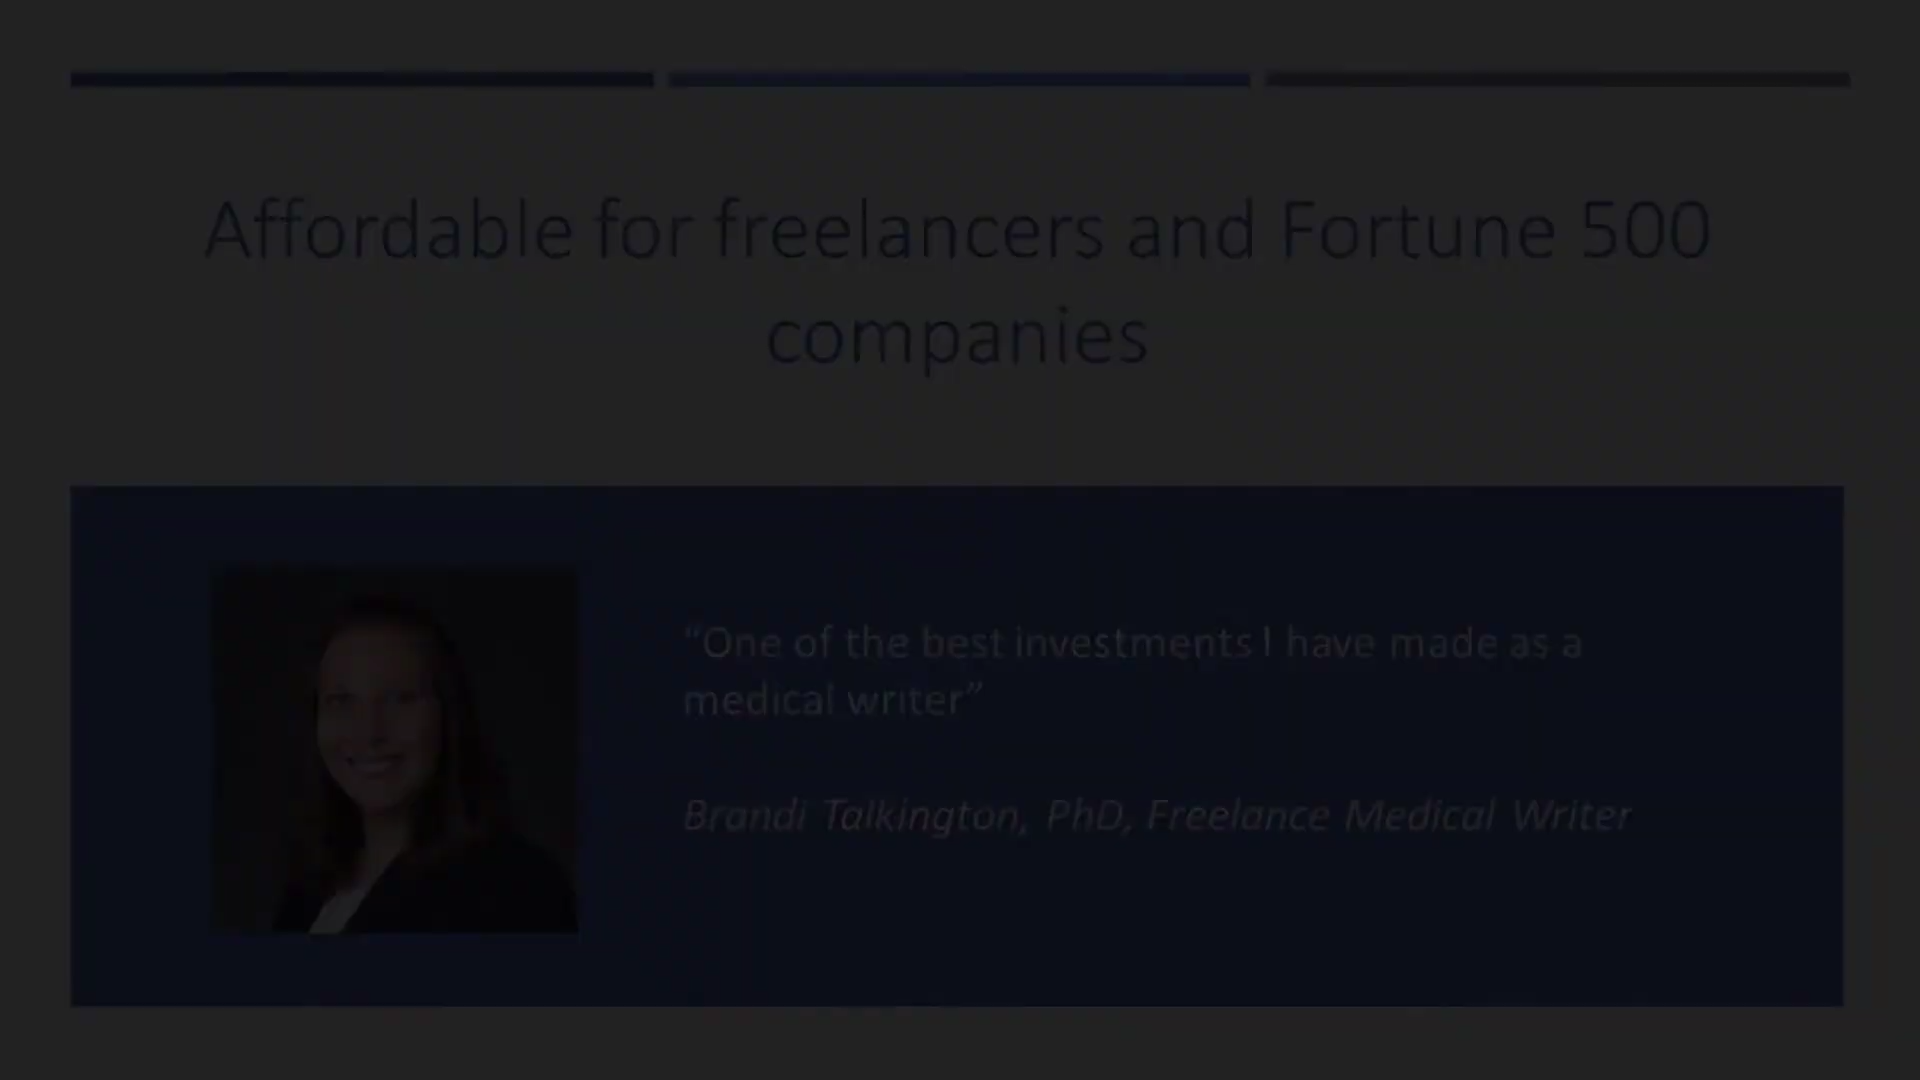 Affordable for freelancers and Fortune 500
companies
“One of the best investments I have made as a
medical writer”
Brandi Talkington, PhD, Freelance Medical Writer